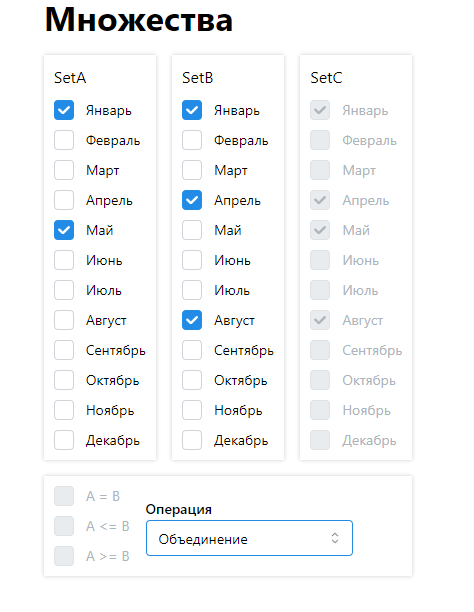 Множества
SetA
Январь
Февраль
Март
Апрель
Май
Июнь
Июль
Август
Сентябрь
Октябрь
Ноябрь
Декабрь
SetB
Январь
Февраль
Март
Апрель
Май
Июнь
Июль
Август
Сентябрь
Октябрь
Ноябрь
Декабрь
SetC
Январь
Февраль
Март
Апрель
Май
Июнь
Июль
Август
Сентябрь
Октябрь
Ноябрь
Декабрь
A = B
A <= B
A >= B
Операция
Объединение